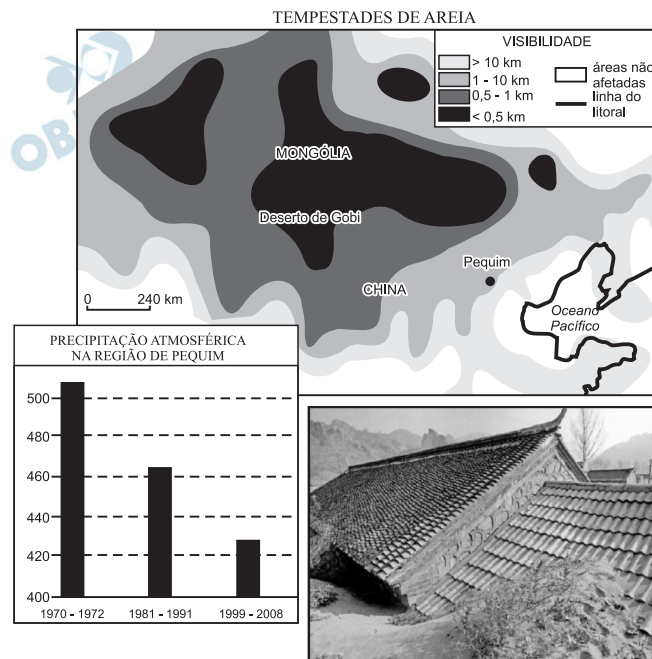 TEMPESTADES DE AREIA
VISIBILIDADE
> 10 km
1 - 10 km
0,5 - 1 km
< 0,5 km
áreas não
afetadas
linha do
litoral
OB
MONGÓLIA
Deserto de Gobi
Pequim
CHINA
0 240 km
Oceano
Pacífico
PRECIPITAÇÃO ATMOSFÉRICA
NA REGIÃO DE PEQUIM
500
480
460
440
420
400
1970 - 1972 1981 - 1991 1999 - 2008